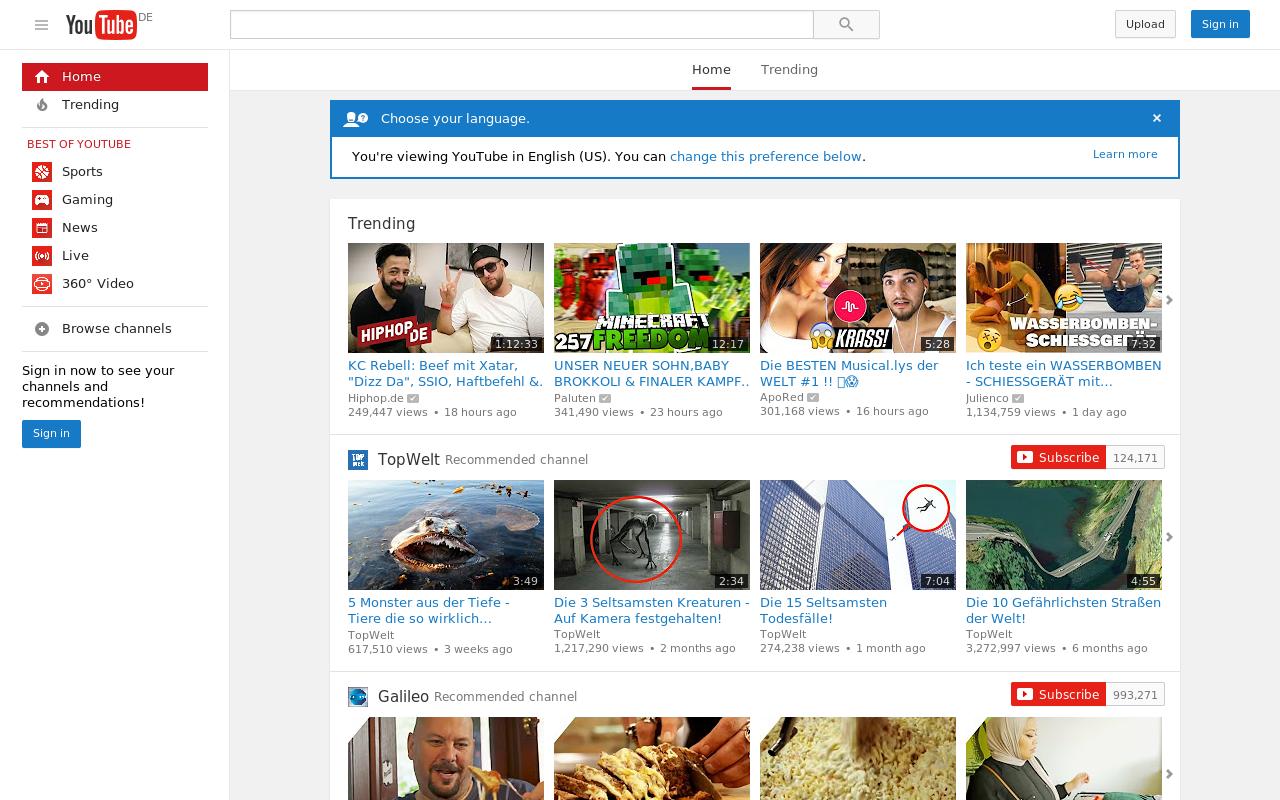 YouTube DE
Upload
Sign in
Home
Trending
BEST OF YOUTUBE
Sports
Gaming
News
Live
360° Video
Browse channels
Sign in now to see your
channels and
recommendations!
Sign in
Home Trending
Choose your language.
You're viewing YouTube in English (US). You can change this preference below.
Learn more
Trending
HIPHOP.DE
1:12:33
MINECRAFT
257 FREEDOM
12:17
KRASS!
5:28
WASSERBOMBEN-
7:32
KC Rebell: Beef mit Xatar,
"Dizz Da", SSIO, Haftbefehl &.
Hiphop.de
249,447 views • 18 hours ago
UNSER NEUER SOHN,BABY
BROKKOLI & FINALER KAMPF..
Paluten
341,490 views • 23 hours ago
Die BESTEN Musical.lys der
WELT #1 !! 😱
ApoRed
301,168 views • 16 hours ago
Ich teste ein WASSERBOMBEN
- SCHIESSGERÄT mit...
Julienco
1,134,759 views • 1 day ago
TopWelt Recommended channel
Subscribe 124,171
3:49
2:34
7:04
4:55
5 Monster aus der Tiefe -
Tiere die so wirklich...
TopWelt
617,510 views • 3 weeks ago
Die 3 Seltsamsten Kreaturen -
Auf Kamera festgehalten!
TopWelt
1,217,290 views • 2 months ago
Die 15 Seltsamsten
Todesfälle!
TopWelt
274,238 views • 1 month ago
Die 10 Gefährlichsten Straßen
der Welt!
TopWelt
3,272,997 views • 6 months ago
Galileo Recommended channel
Subscribe 993,271